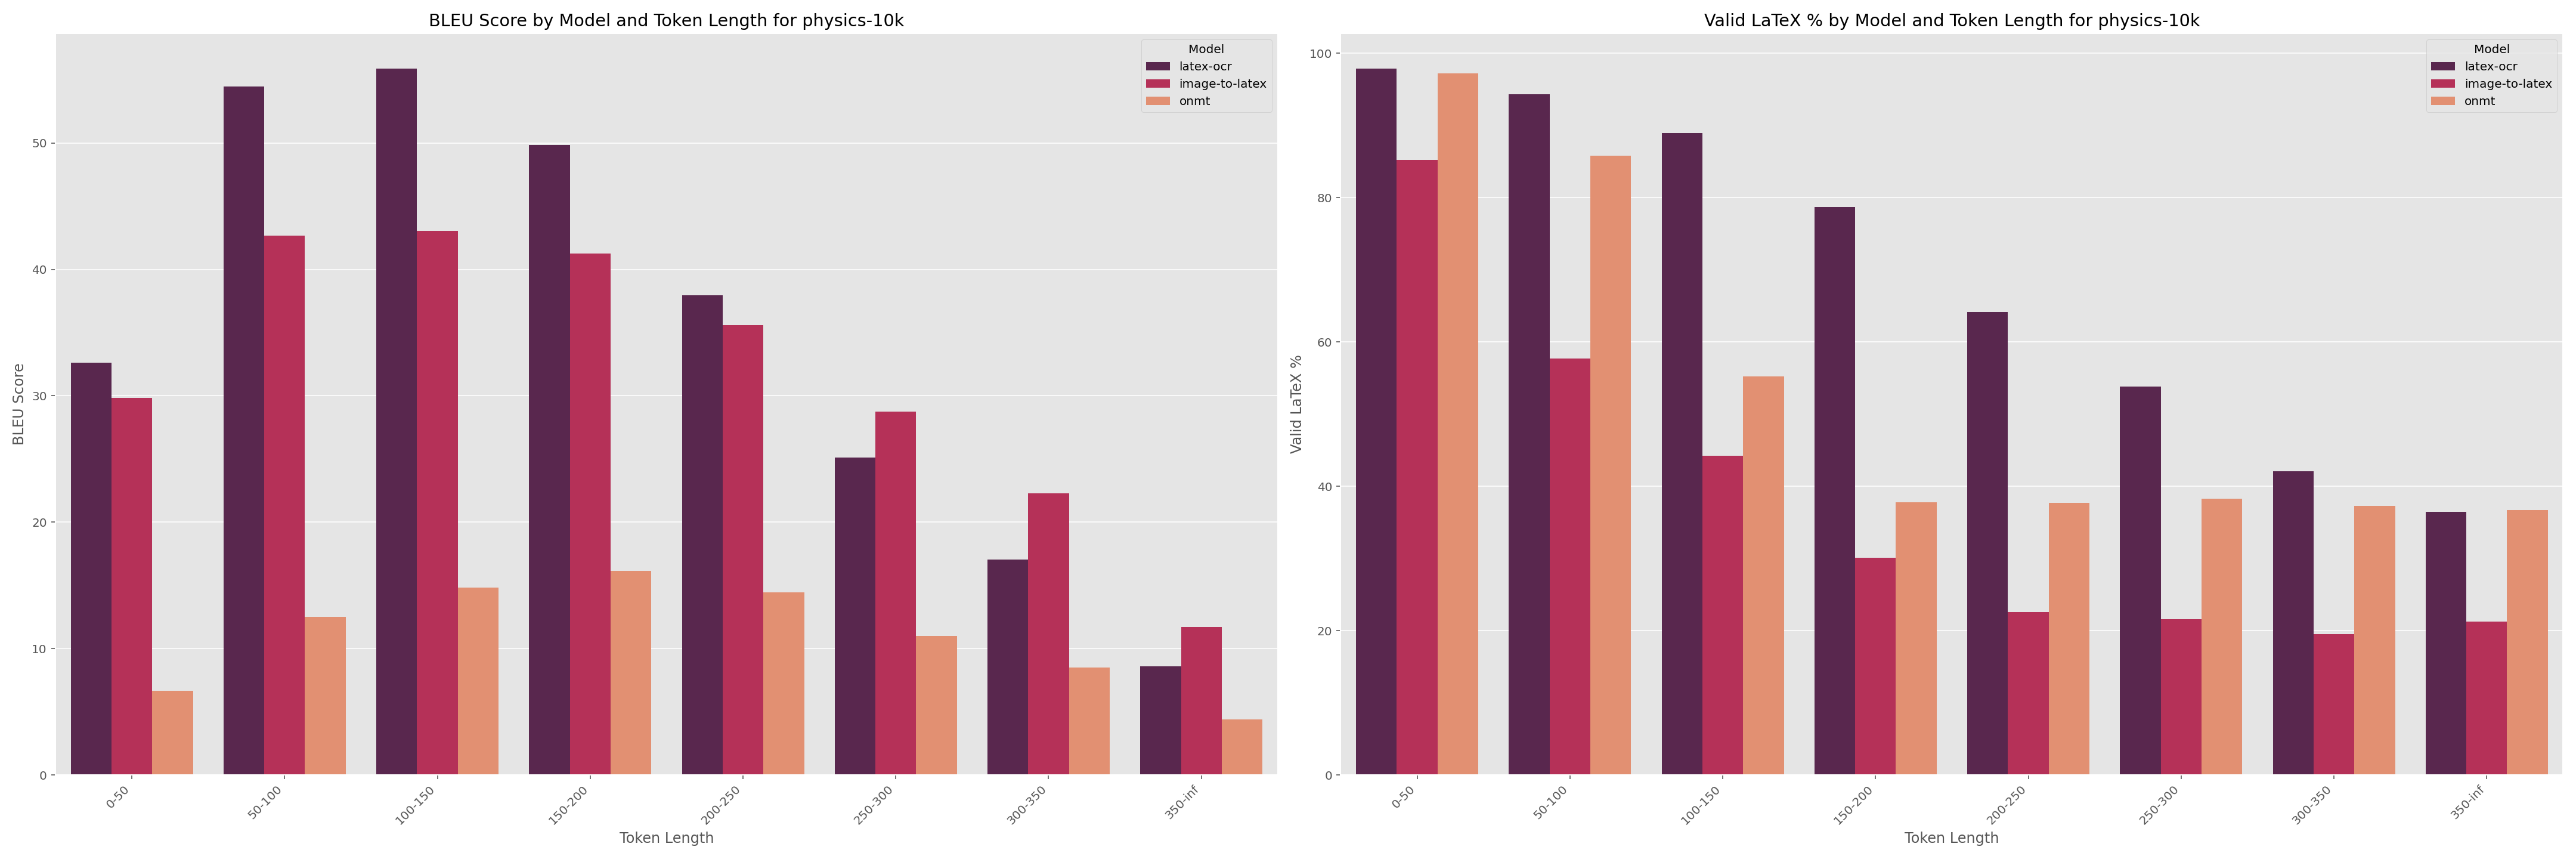 BLEU Score by Model and Token Length for physics-10k
Model
latex-ocr
image-to-latex
onmt
BLEU Score
50
40
30
20
10
0
0-50
50-100
100-150
150-200
200-250
250-300
300-350
350-inf
Token Length
Valid LaTeX % by Model and Token Length for physics-10k
Model
latex-ocr
image-to-latex
onmt
Valid LaTeX %
100
80
60
40
20
0
0-50
50-100
100-150
150-200
200-250
250-300
300-350
350-inf
Token Length